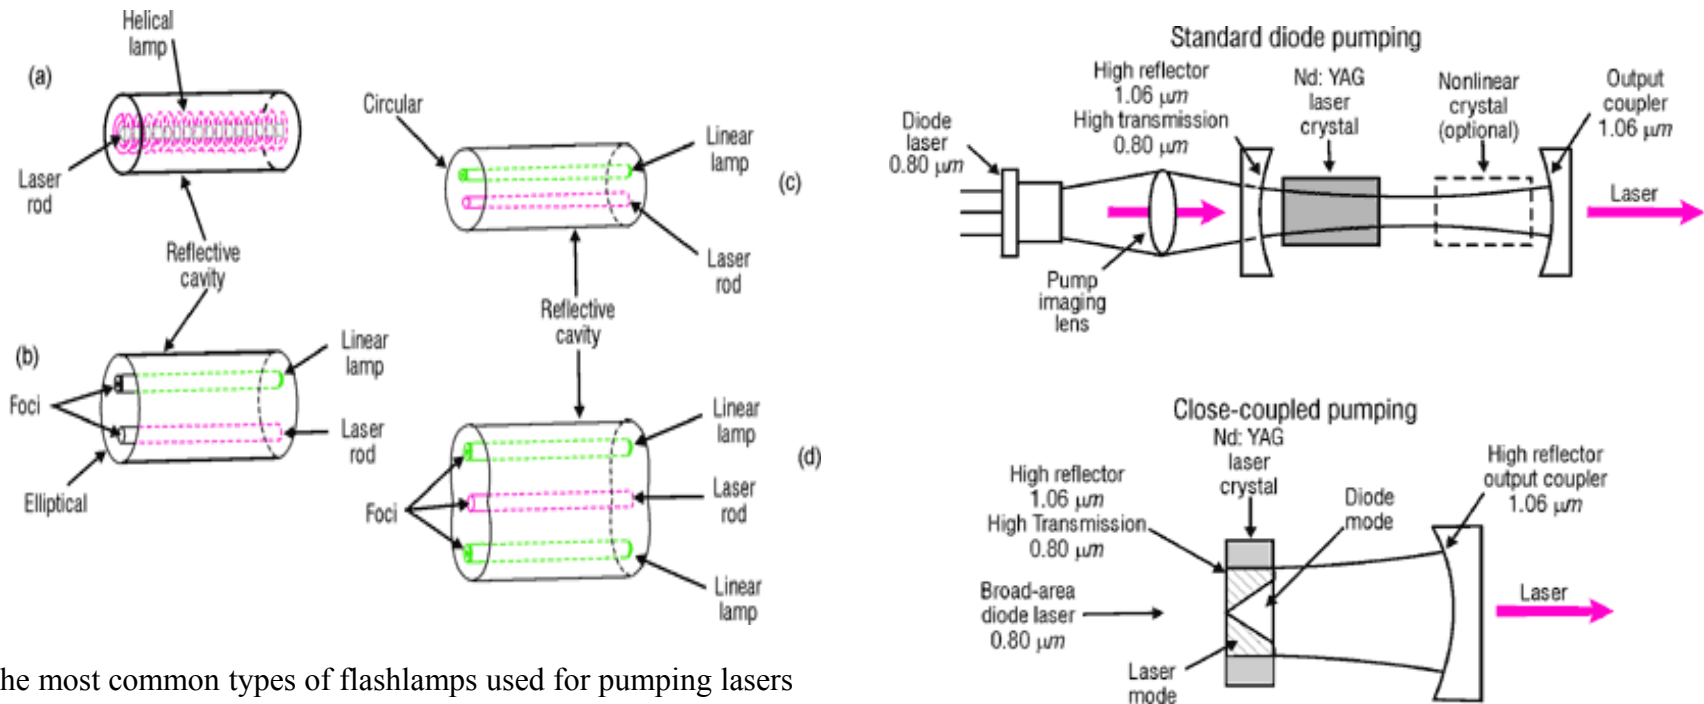 Helical
lamp
(a)
Laser
rod
Reflective
cavity
(b)
Linear
lamp
Foci
Laser
rod
Elliptical
Circular
Linear
lamp
(c)
Laser
rod
Reflective
cavity
Linear
lamp
(d)
Foci
Laser
rod
Linear
lamp
he most common types of flashlamps used for pumping lasers
Standard diode pumping
High reflector
1.06 μm
High transmission
0.80 μm
Nd: YAG
laser
crystal
Nonlinear
crystal
(optional)
Output
coupler
1.06 μm
Diode
laser
0.80 μm
Laser
Pump
imaging
lens
Close-coupled pumping
Nd: YAG
laser
crystal
High reflector
1.06 μm
High Transmission
0.80 μm
Diode
mode
High reflector
output coupler
1.06 μm
Broad-area
diode laser
0.80 μm
Laser
Laser
mode